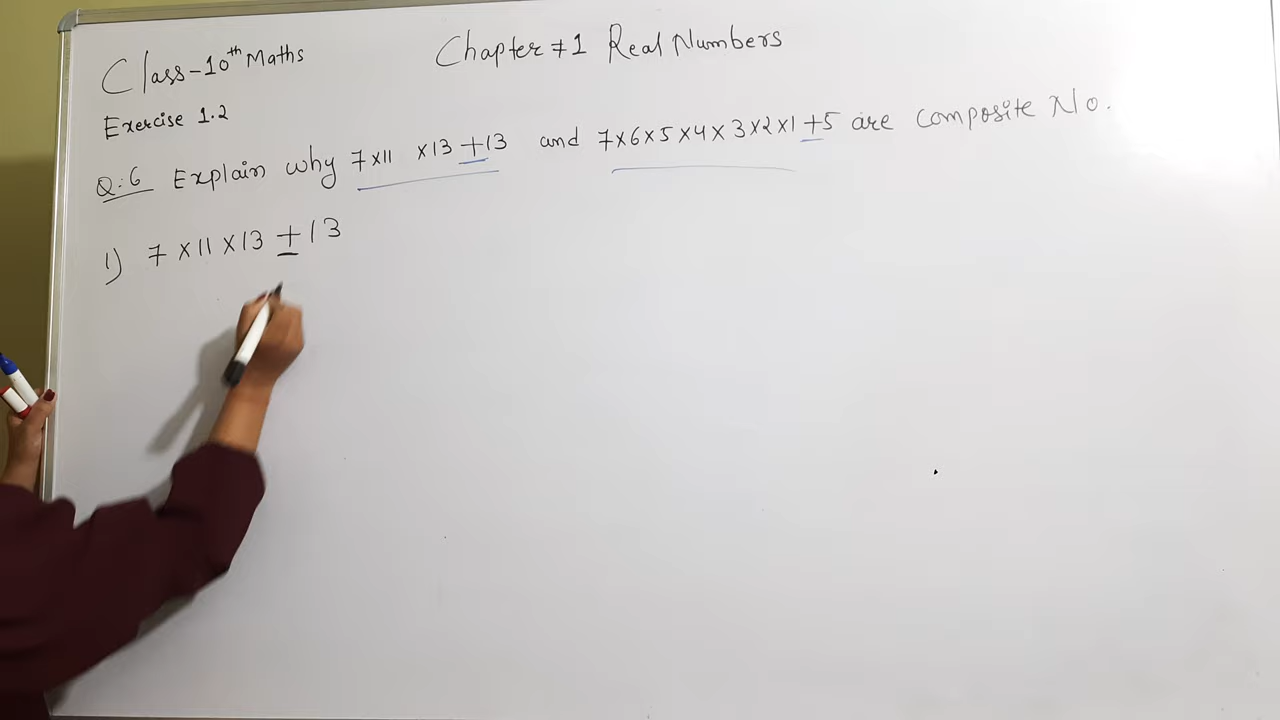 Class-10th Maths
Chapter ≠ 1 Real Numbers
Exercise 1.2
Q:6 Explain why 7×11 ×13 +13 and 7×6×5×4×3×2×1 +5 are composite No.
1) 7×11×13 +13